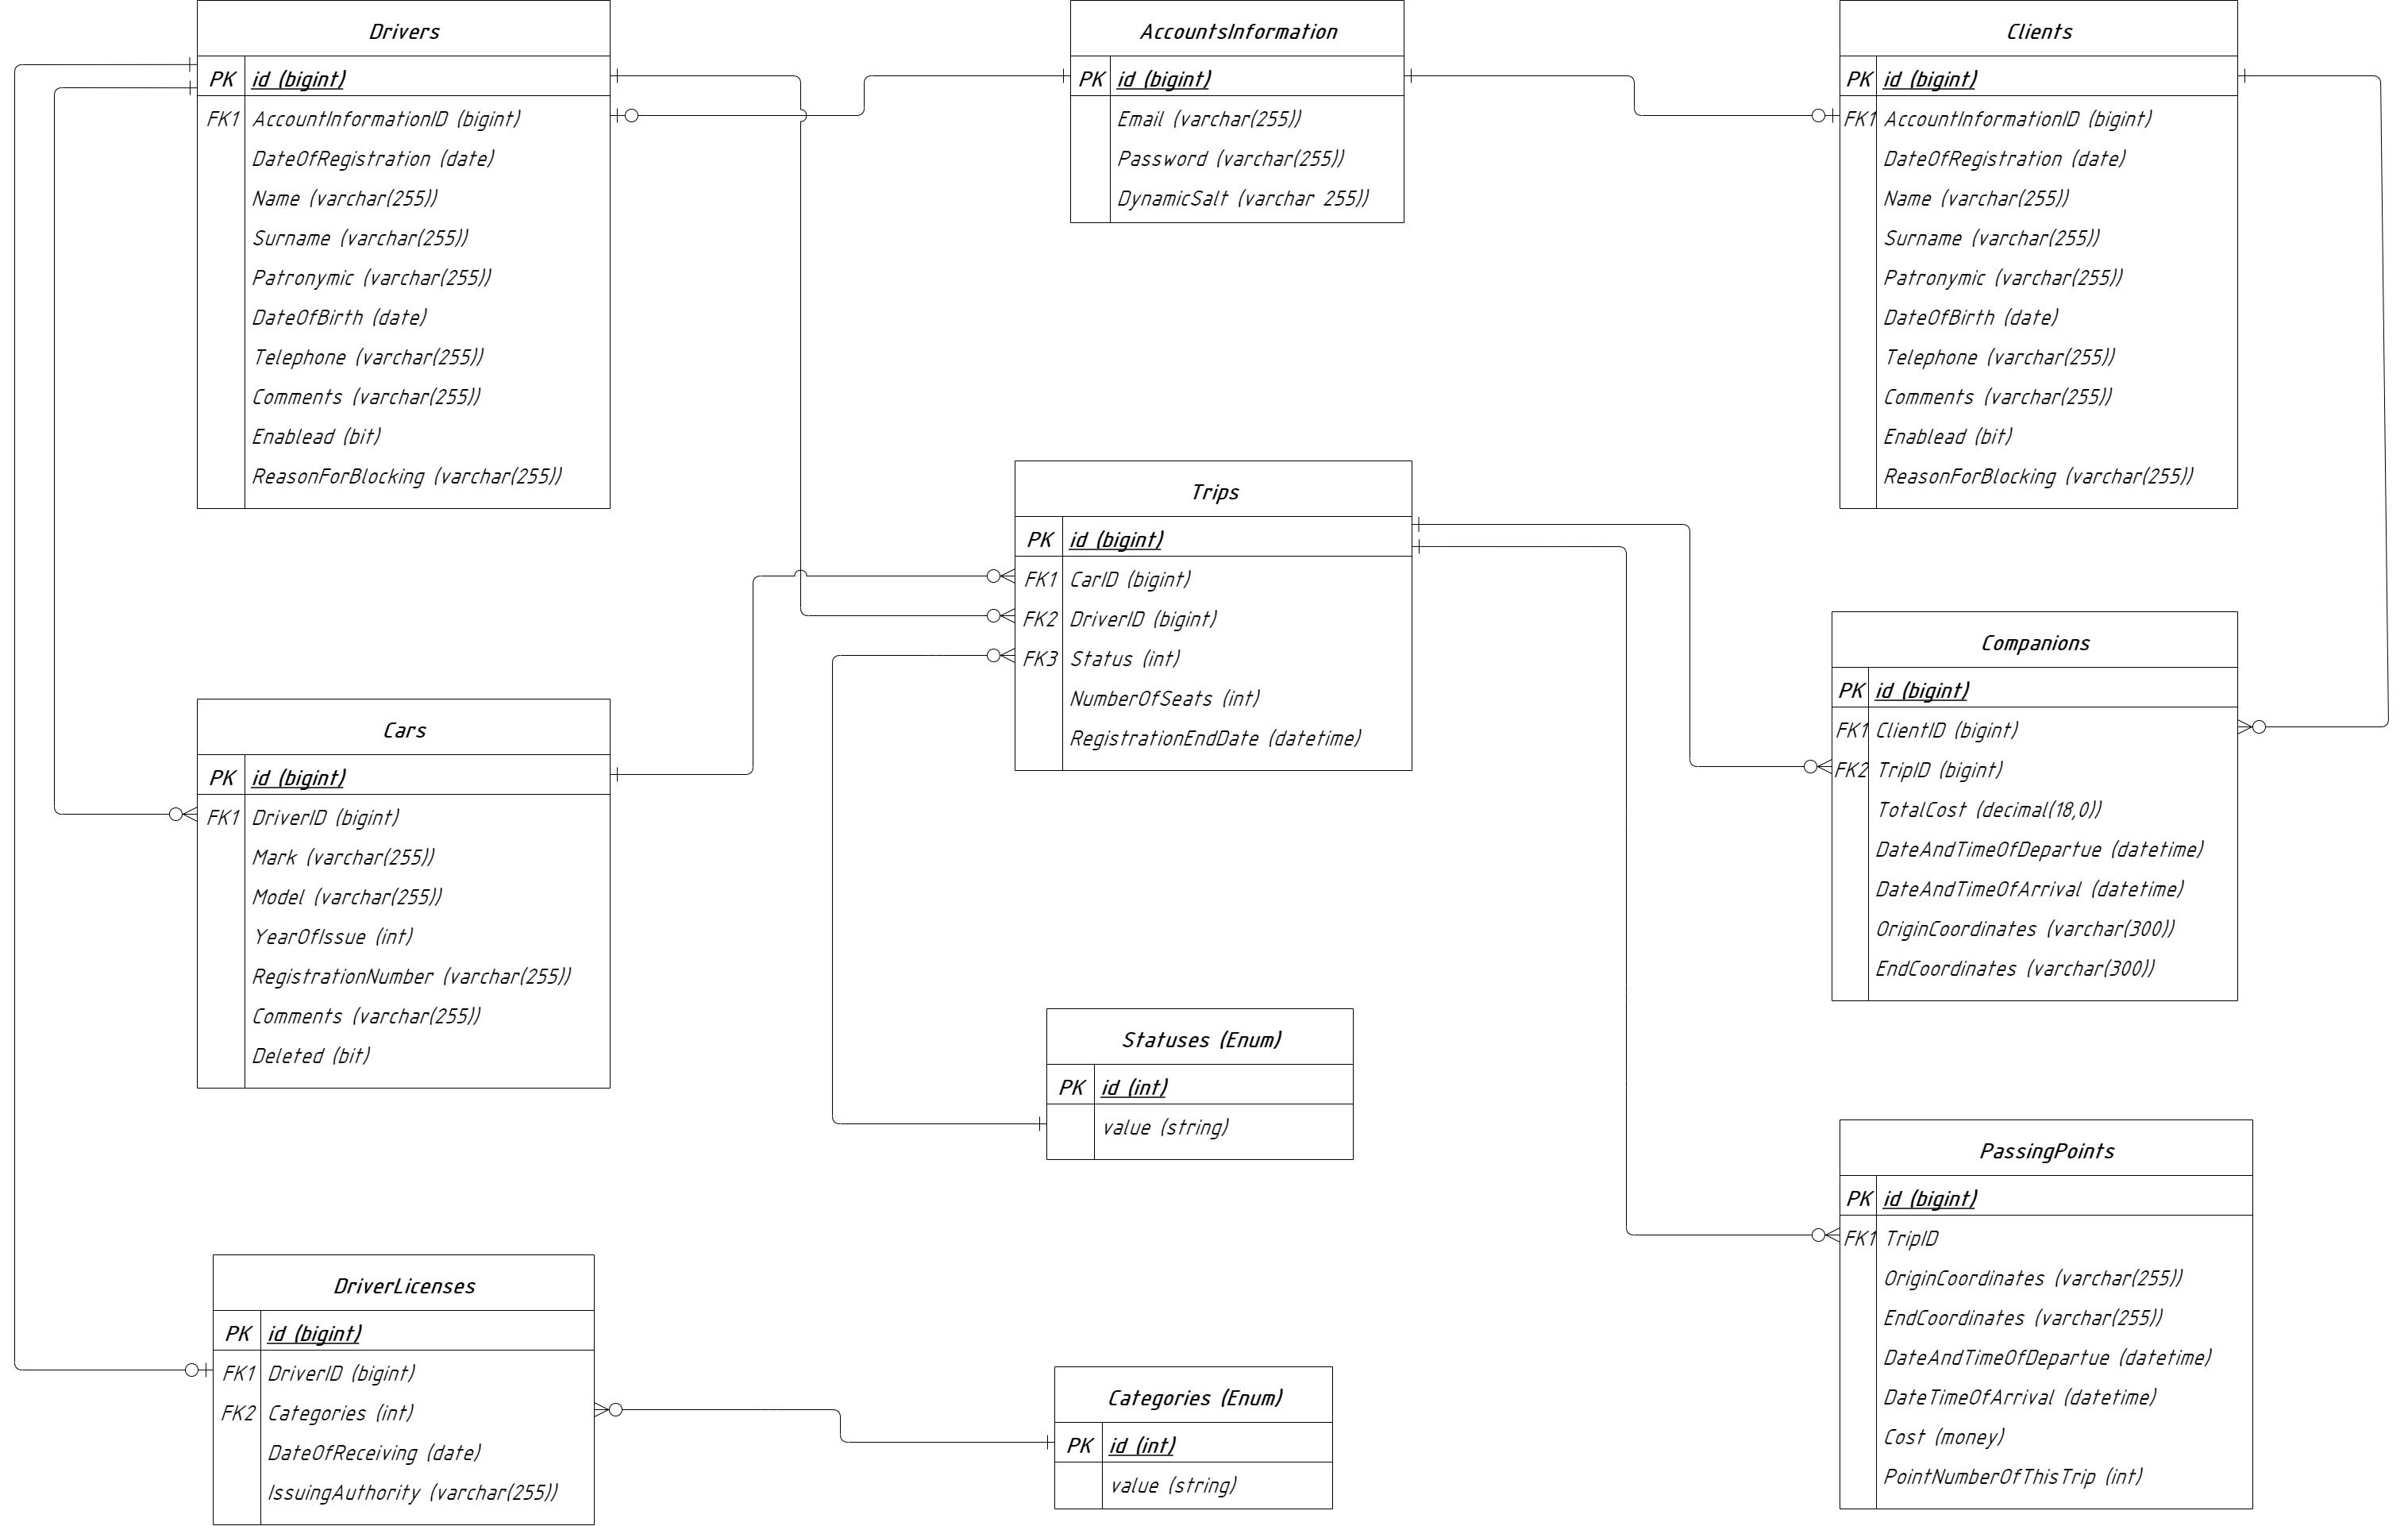 Drivers
PK id (bigint)
FK1 AccountInformationID (bigint)
DateOfRegistration (date)
Name (varchar(255))
Surname (varchar(255))
Patronymic (varchar(255))
DateOfBirth (date)
Telephone (varchar(255))
Comments (varchar(255))
Enablead (bit)
ReasonForBlocking (varchar(255))
AccountsInformation
PK id (bigint)
Email (varchar(255))
Password (varchar(255))
DynamicSalt (varchar 255))
Clients
PK id (bigint)
FK1 AccountInformationID (bigint)
DateOfRegistration (date)
Name (varchar(255))
Surname (varchar(255))
Patronymic (varchar(255))
DateOfBirth (date)
Telephone (varchar(255))
Comments (varchar(255))
Enablead (bit)
ReasonForBlocking (varchar(255))
Trips
PK id (bigint)
FK1 CarID (bigint)
FK2 DriverID (bigint)
FK3 Status (int)
NumberOfSeats (int)
RegistrationEndDate (datetime)
Companions
PK id (bigint)
FK1 ClientID (bigint)
FK2 TripID (bigint)
TotalCost (decimal(18,0))
DateAndTimeOfDepartue (datetime)
DateAndTimeOfArrival (datetime)
OriginCoordinates (varchar(300))
EndCoordinates (varchar(300))
Cars
PK id (bigint)
FK1 DriverID (bigint)
Mark (varchar(255))
Model (varchar(255))
YearOfIssue (int)
RegistrationNumber (varchar(255))
Comments (varchar(255))
Deleted (bit)
Statuses (Enum)
PK id (int)
value (string)
PassingPoints
PK id (bigint)
FK1 TripID
OriginCoordinates (varchar(255))
EndCoordinates (varchar(255))
DateAndTimeOfDepartue (datetime)
DateTimeOfArrival (datetime)
Cost (money)
PointNumberOfThisTrip (int)
DriverLicenses
PK id (bigint)
FK1 DriverID (bigint)
FK2 Categories (int)
DateOfReceiving (date)
IssuingAuthority (varchar(255))
Categories (Enum)
PK id (int)
value (string)